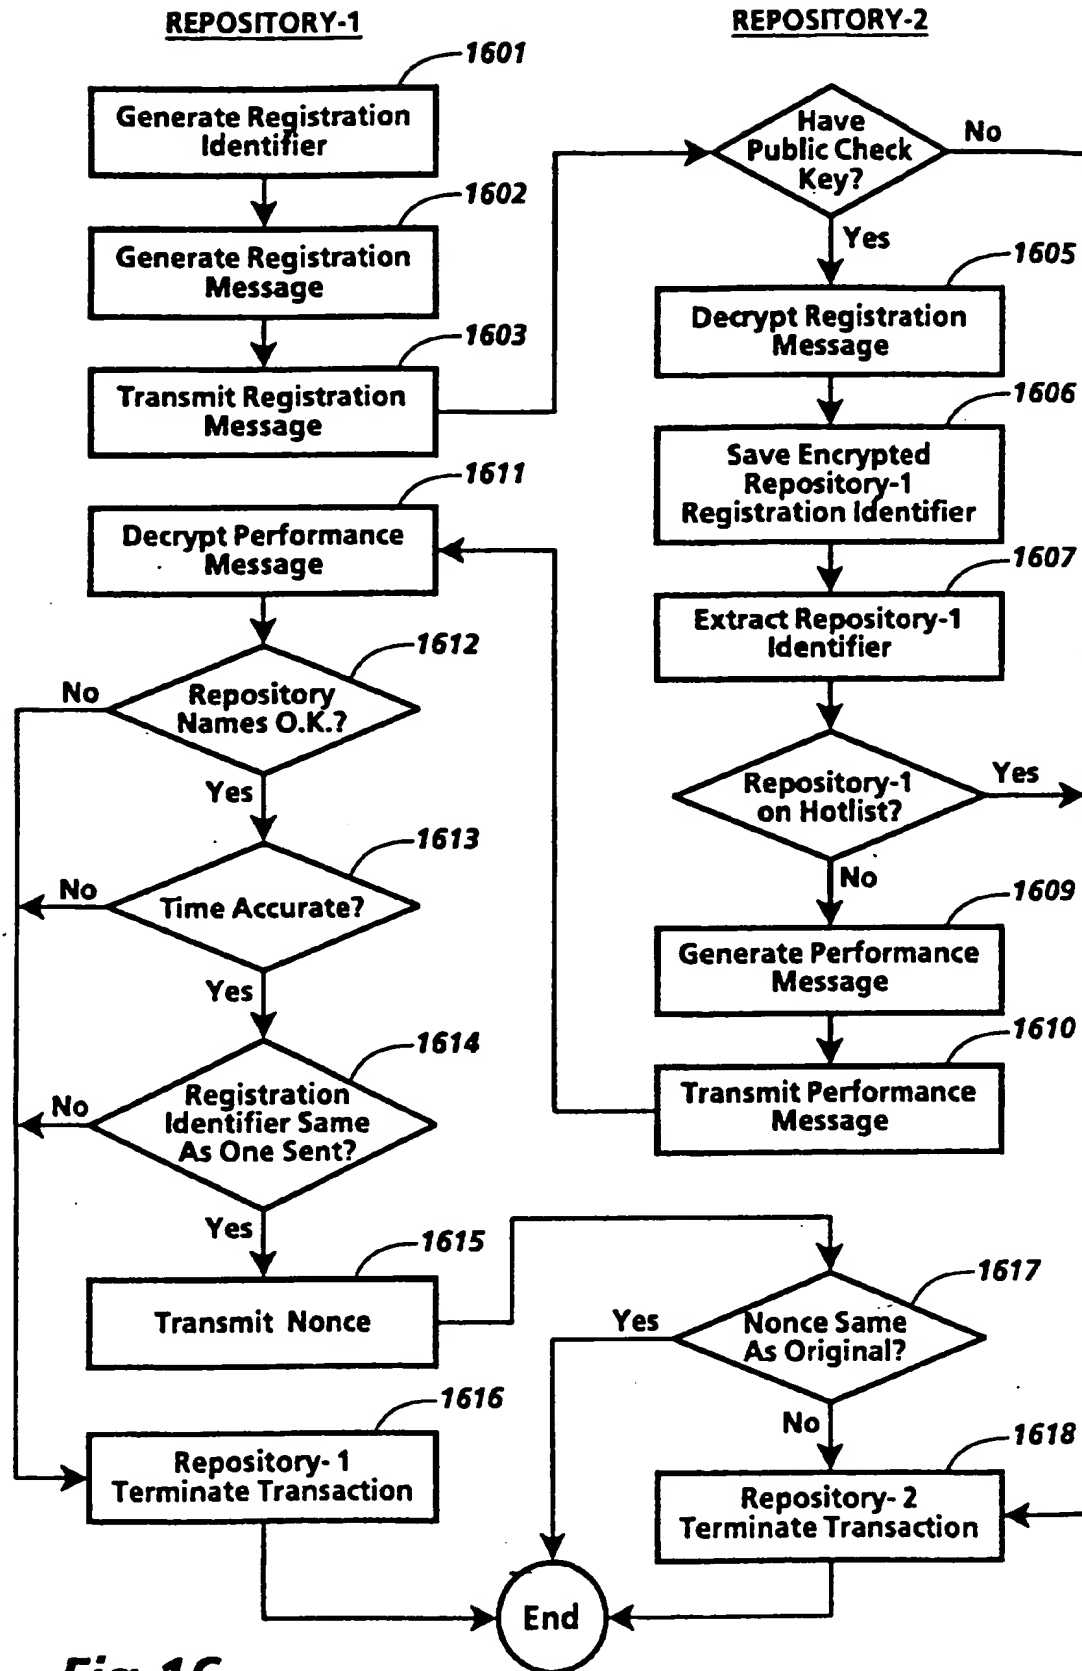 REPOSITORY-1
1601
Generate Registration
Identifier
1602
Generate Registration
Message
1603
Transmit Registration
Message
1611
Decrypt Performance
Message
1612
Repository
Names O.K.?
No
Yes
1613
Time Accurate?
No
Yes
1614
Registration
Identifier Same
As One Sent?
No
Yes
1615
Transmit Nonce
1616
Repository- 1
Terminate Transaction
REPOSITORY-2
Have
Public Check
Key?
No
Yes
1605
Decrypt Registration
Message
1606
Save Encrypted
Repository-1
Registration Identifier
1607
Extract Repository-1
Identifier
Repository-1
on Hotlist?
Yes
No
1609
Generate Performance
Message
1610
Transmit Performance
Message
1617
Nonce Same
As Original?
Yes
No
1618
Repository- 2
Terminate Transaction
End
Fig. 16